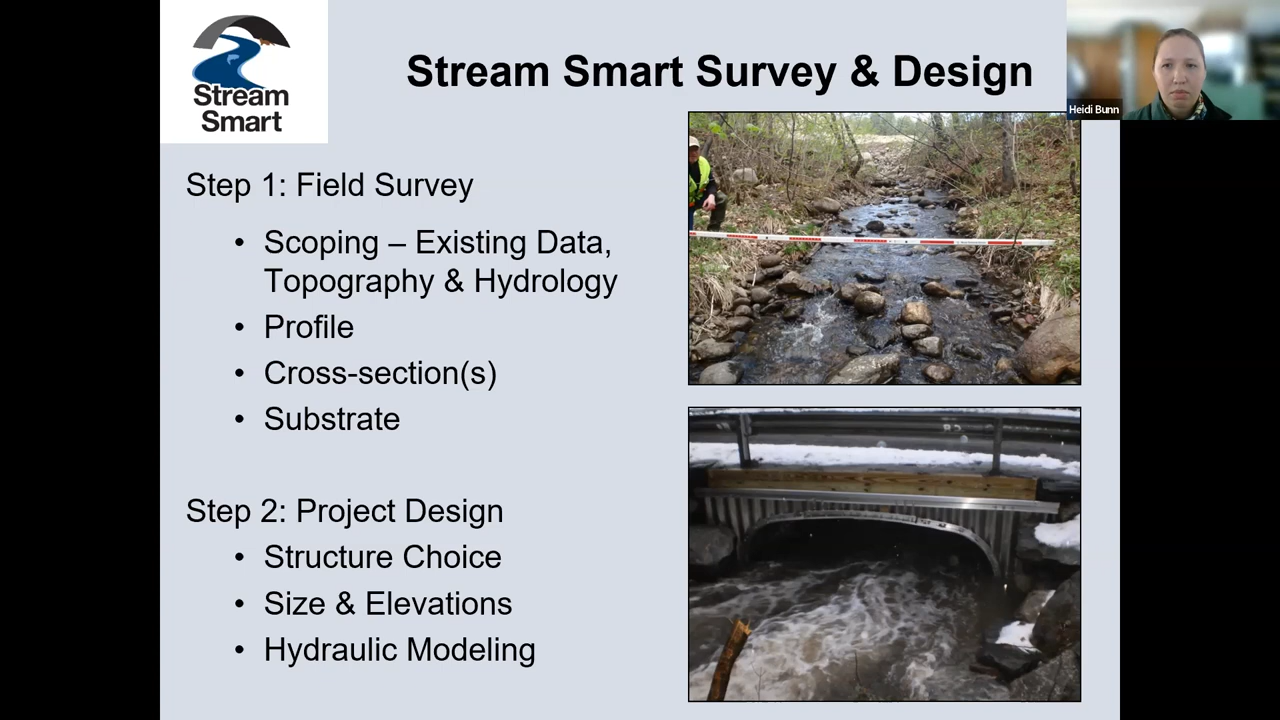 Stream
Smart
Stream Smart Survey & Design
Heidi Bunn
Step 1: Field Survey
• Scoping – Existing Data,
Topography & Hydrology
• Profile
• Cross-section(s)
• Substrate
Step 2: Project Design
• Structure Choice
• Size & Elevations
• Hydraulic Modeling